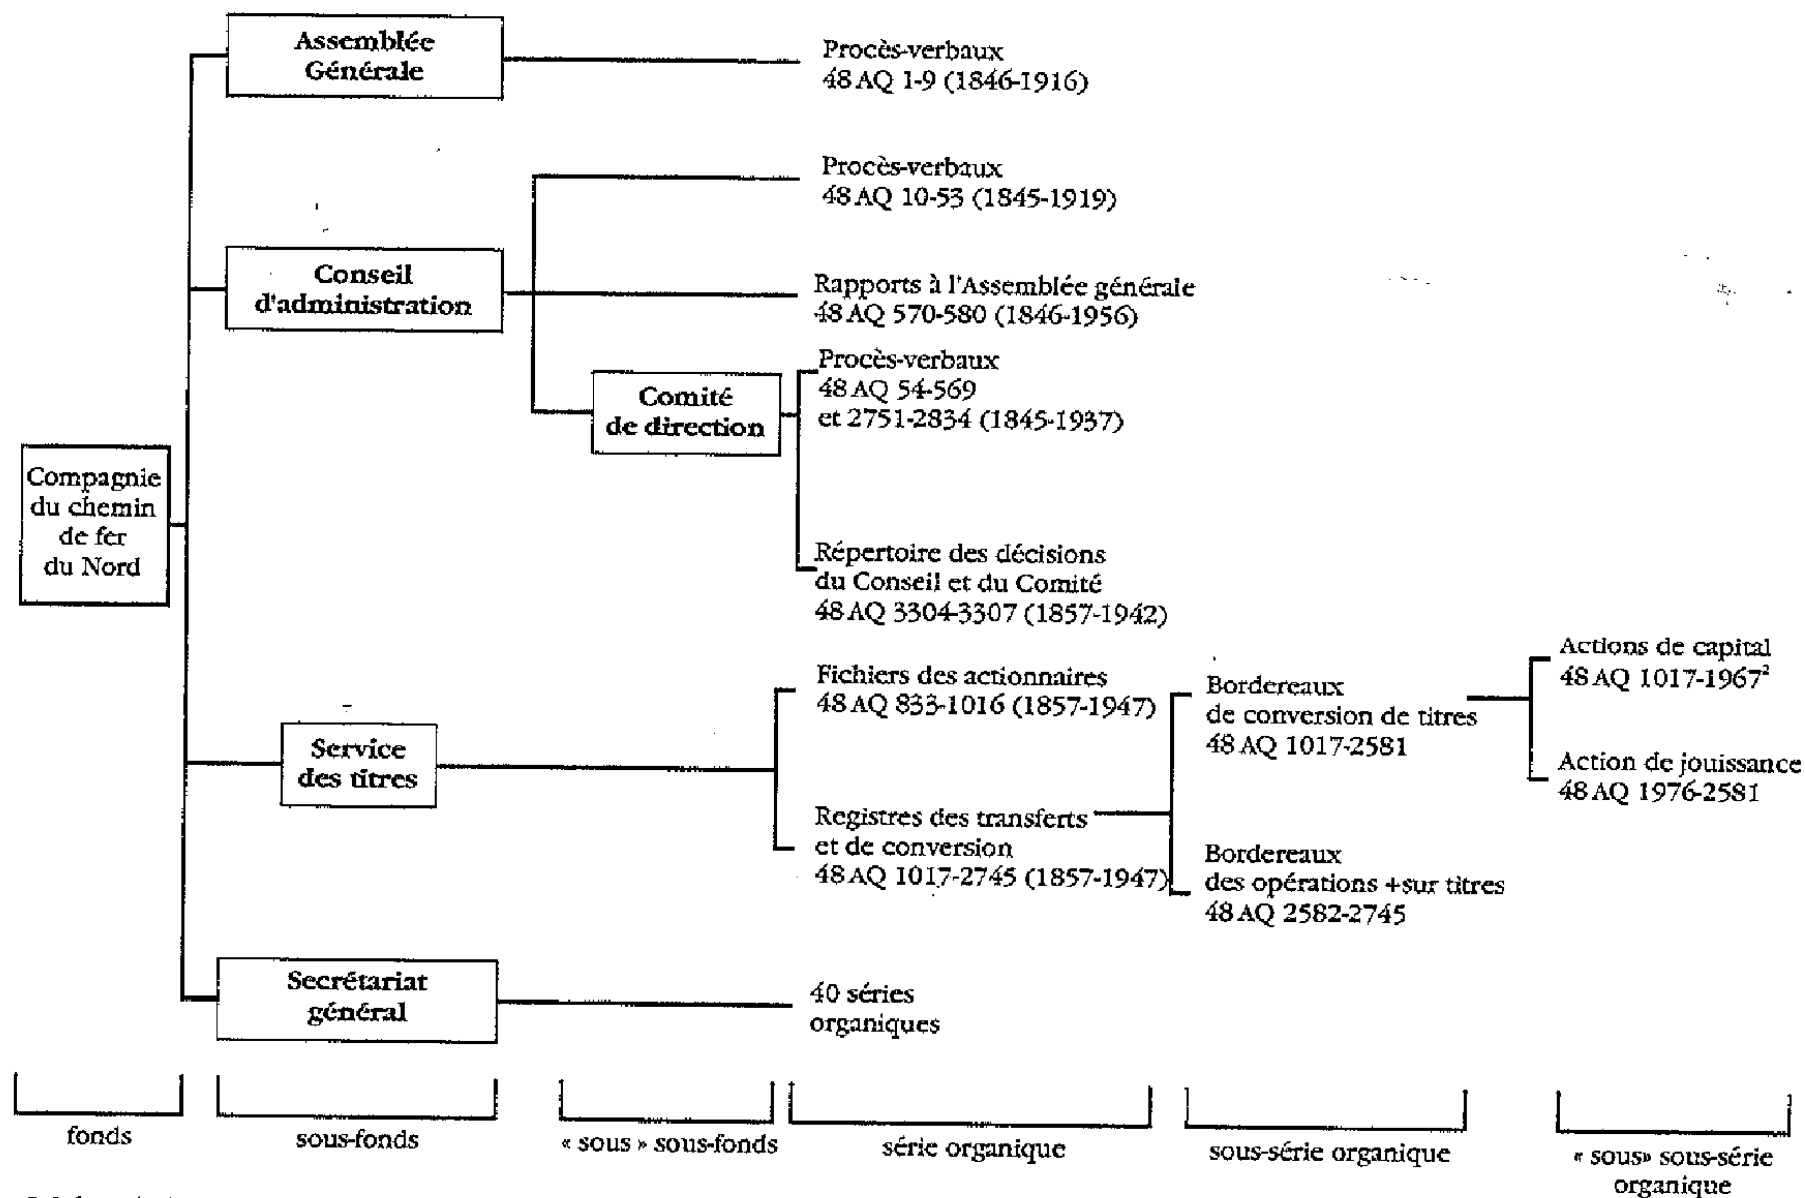 Assemblée
Générale
Procès-verbaux
48 AQ 1-9 (1846-1916)
Procès-verbaux
48 AQ 10-53 (1845-1919)
Conseil
d'administration
Rapports à l'Assemblée générale
48 AQ 570-580 (1846-1956)
Comité
de direction
Procès-verbaux
48 AQ 54-569
et 2751-2834 (1845-1937)
Compagnie
du chemin
de fer
du Nord
Répertoire des décisions
du Conseil et du Comité
48 AQ 3304-3307 (1857-1942)
Service
des titres
Fichiers des actionnaires
48 AQ 833-1016 (1857-1947)
Registres des transferts
et de conversion
48 AQ 1017-2745 (1857-1947)
Bordereaux
de conversion de titres
48 AQ 1017-2581
Actions de capital
48 AQ 1017-1967²
Action de jouissance
48 AQ 1976-2581
Bordereaux
des opérations +sur titres
48 AQ 2582-2745
Secrétariat
général
40 séries
organiques
fonds
sous-fonds
« sous » sous-fonds
série organique
sous-série organique
« sous» sous-série
organique